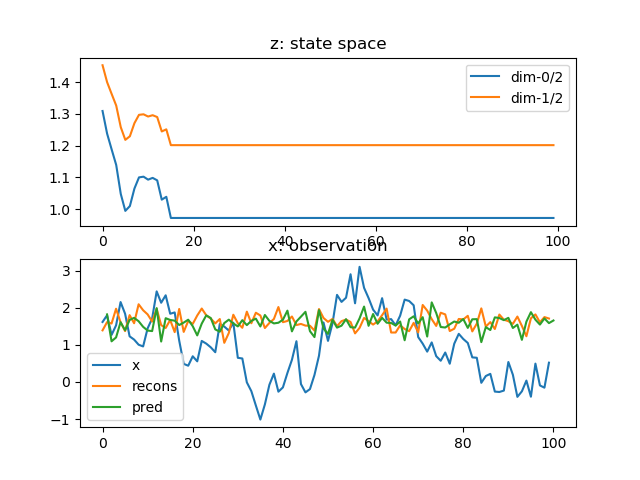 z: state space
1.4
1.3
1.2
1.1
1.0
dim-0/2
dim-1/2
0 20 40 60 80 100
x: observation
3
2
1
0
−1
x
recons
pred
0 20 40 60 80 100